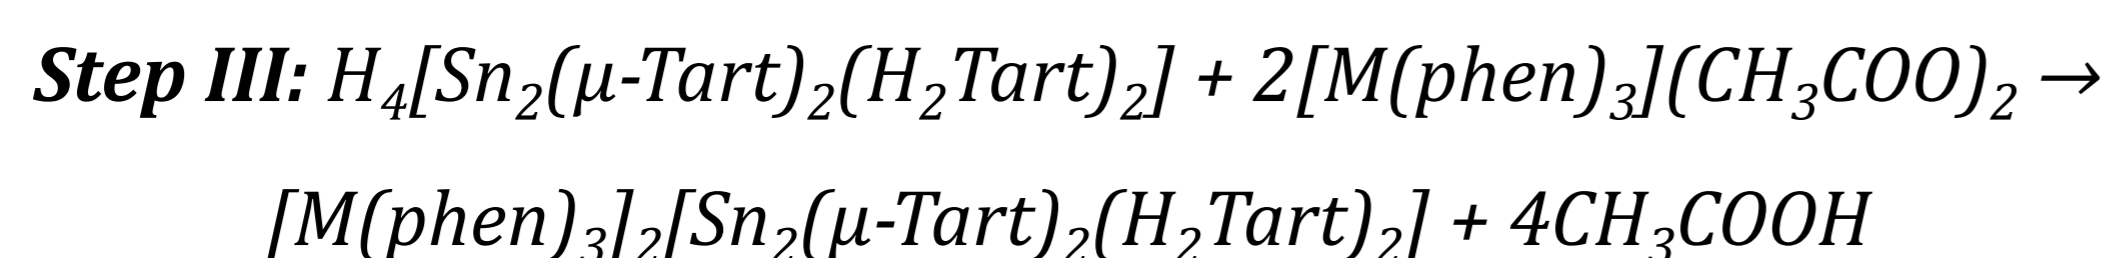 Step III: H₄[Sn₂(μ-Tart)₂(H₂Tart)₂] + 2[M(phen)₃](CH₃COO)₂ →
[M(phen)₃]₂[Sn₂(μ-Tart)₂(H₂Tart)₂] + 4CH₃COOH